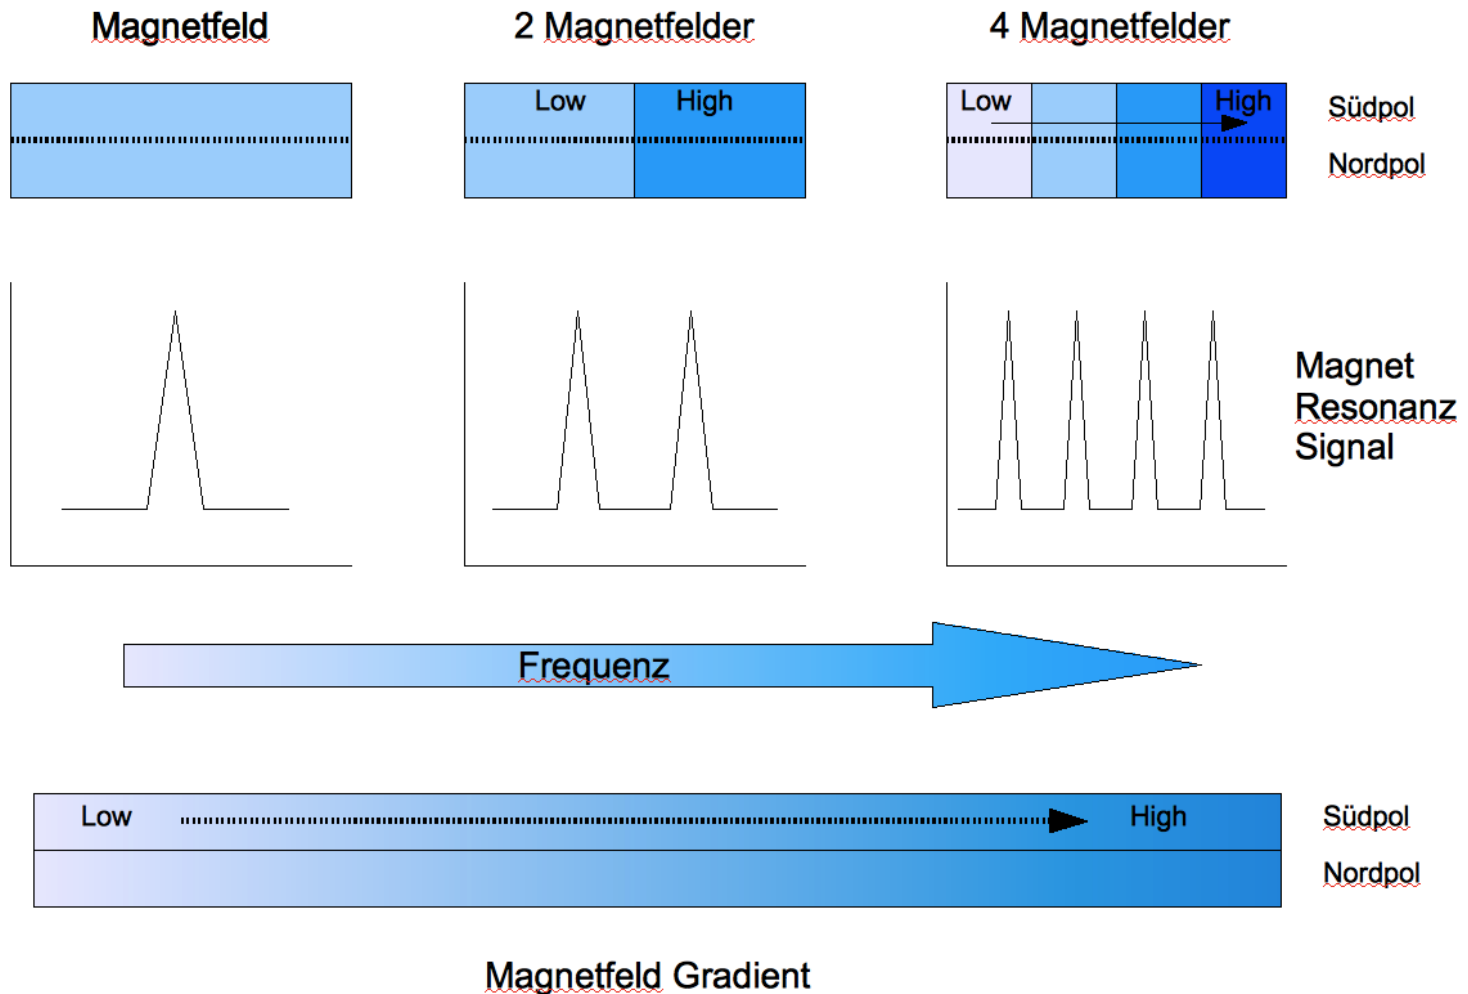 Magnetfeld
2 Magnetfelder
4 Magnetfelder
Low
High
Low
High
Südpol
Nordpol
Magnet
Resonanz
Signal
Frequenz
Low
High
Südpol
Nordpol
Magnetfeld Gradient